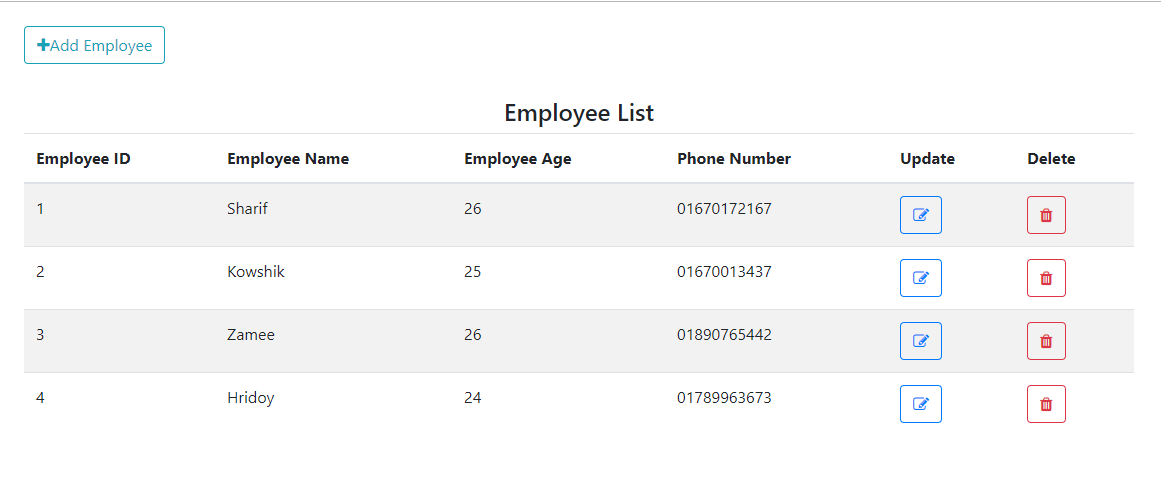 Add Employee
Employee List
Employee ID Employee Name Employee Age Phone Number Update Delete
1 Sharif 26 01670172167
2 Kowshik 25 01670013437
3 Zamee 26 01890765442
4 Hridoy 24 01789963673